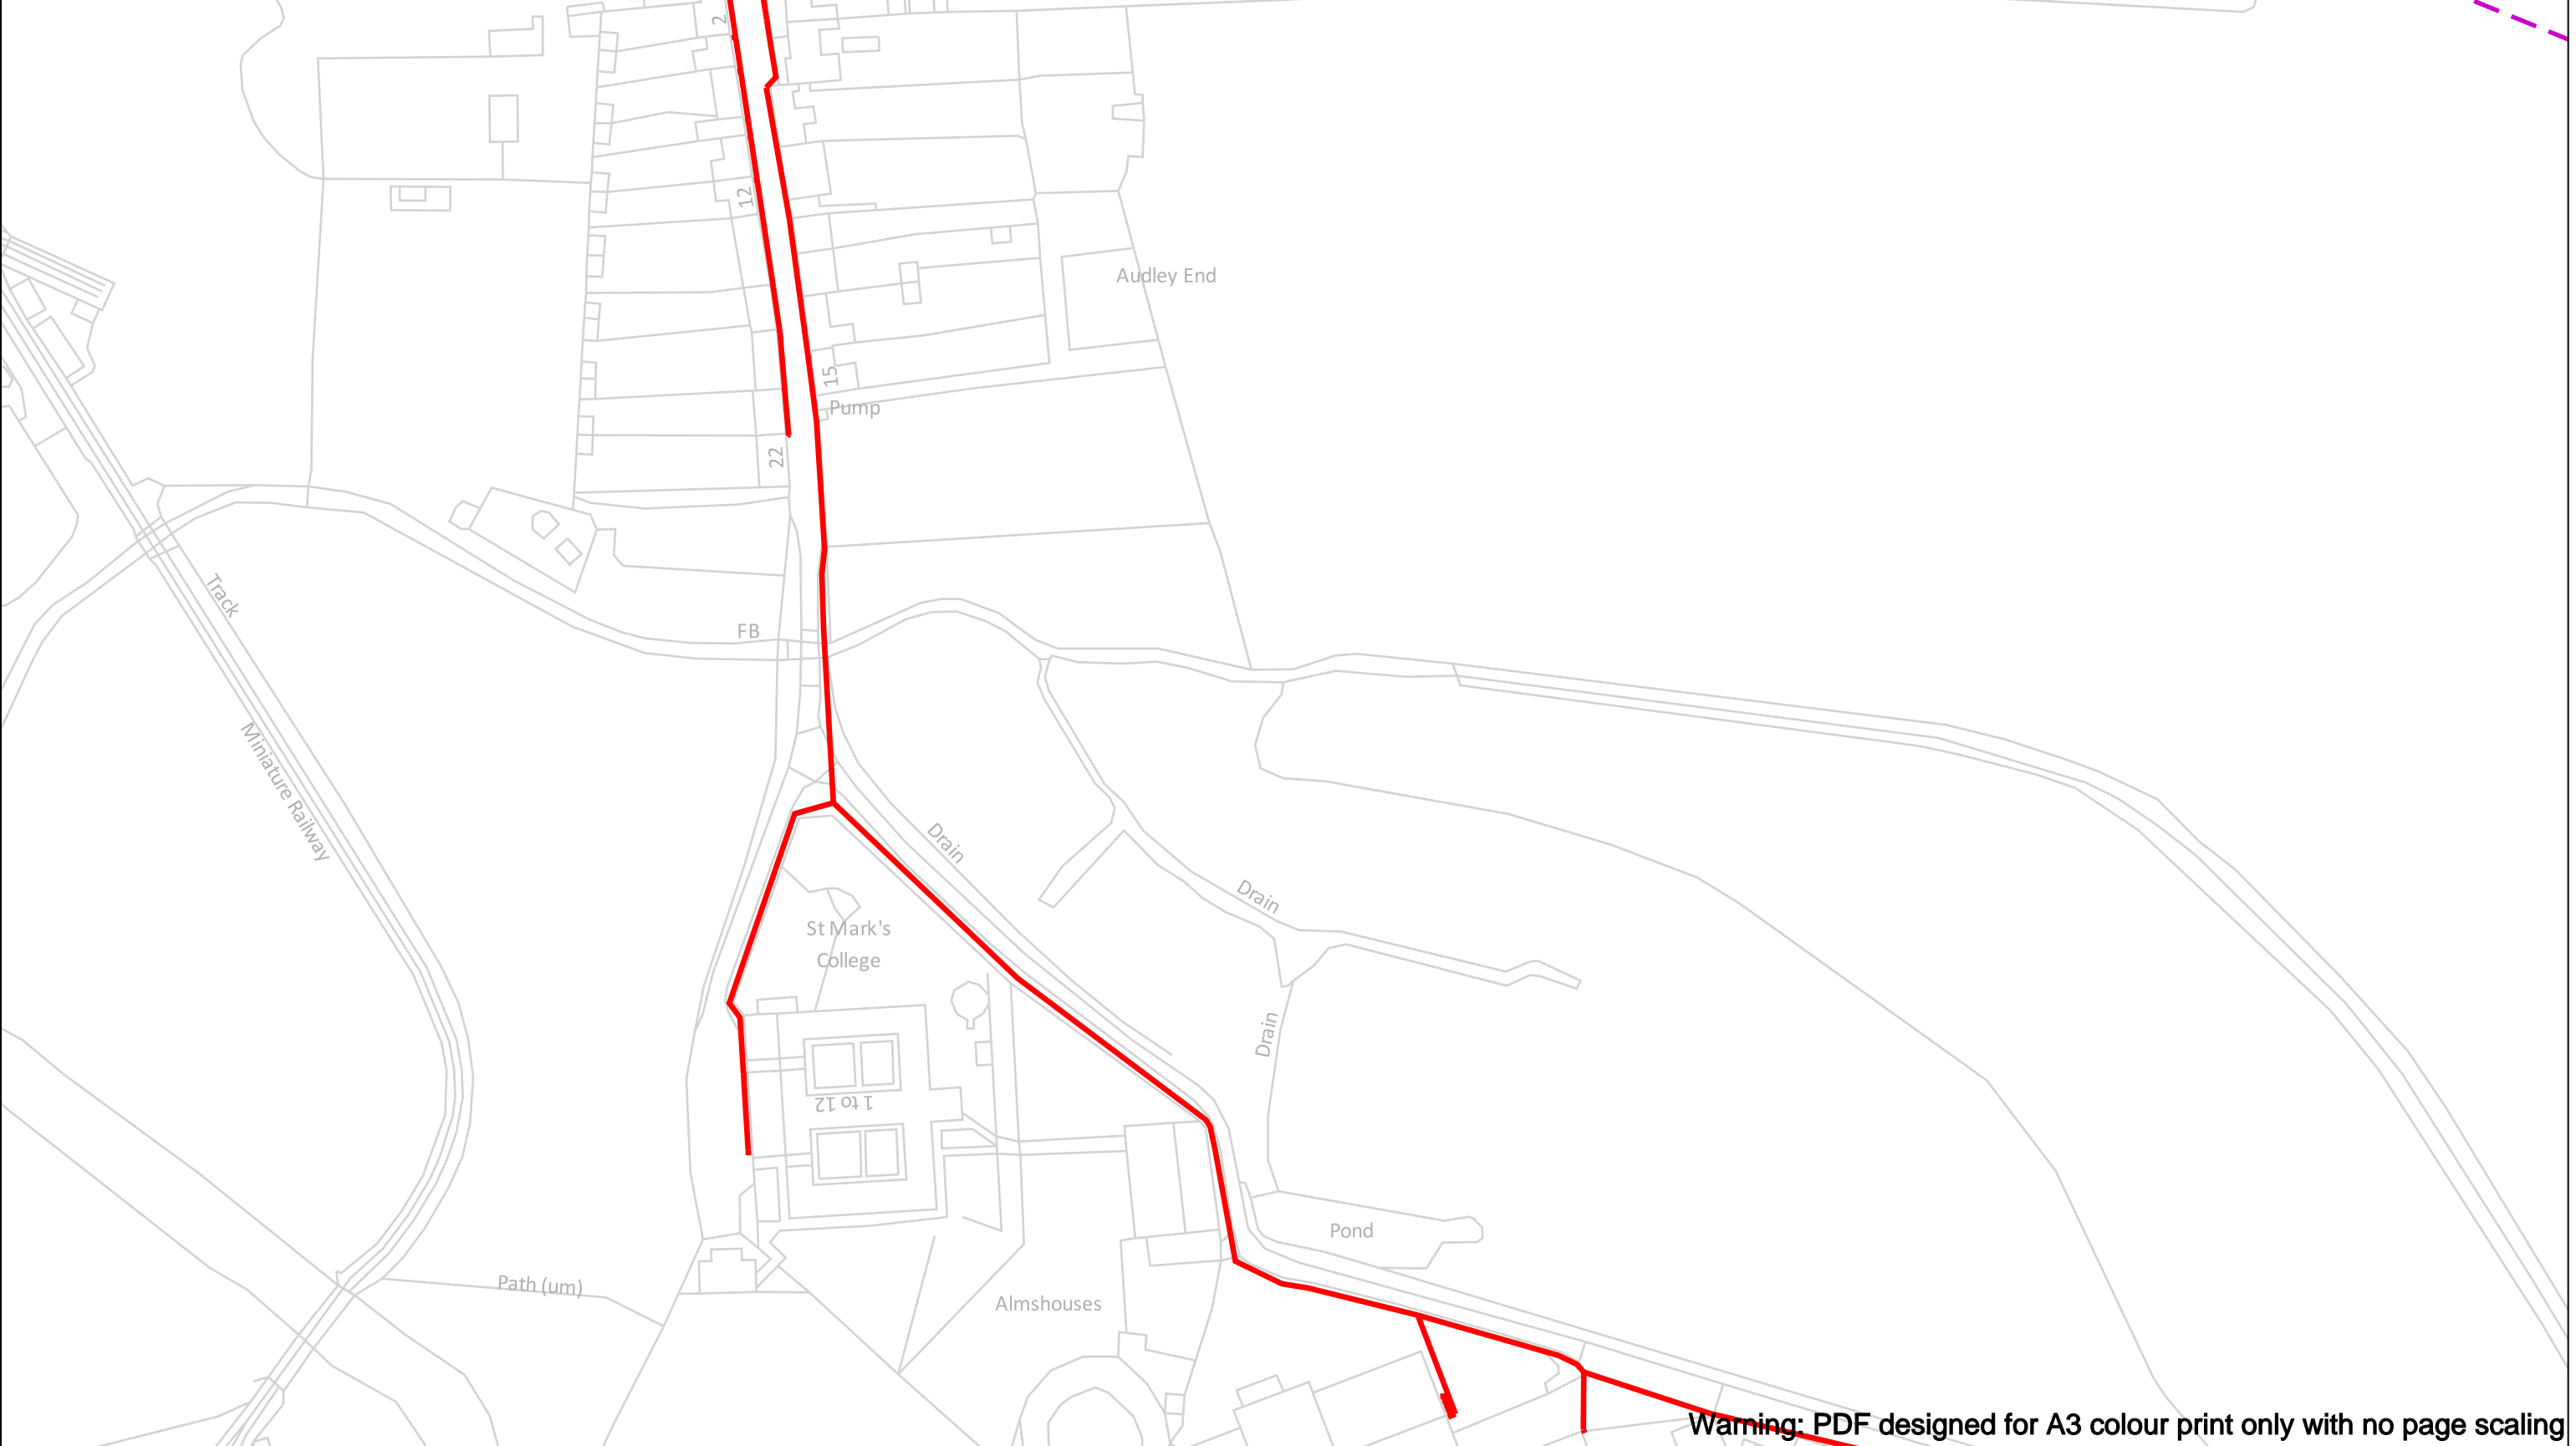 2
12
Audley End
15
Pump
22
Track
FB
Miniature Railway
Drain
Drain
St Mark's
College
Drain
1 to 12
Pond
Path (um)
Almshouses
Warning: PDF designed for A3 colour print only with no page scaling